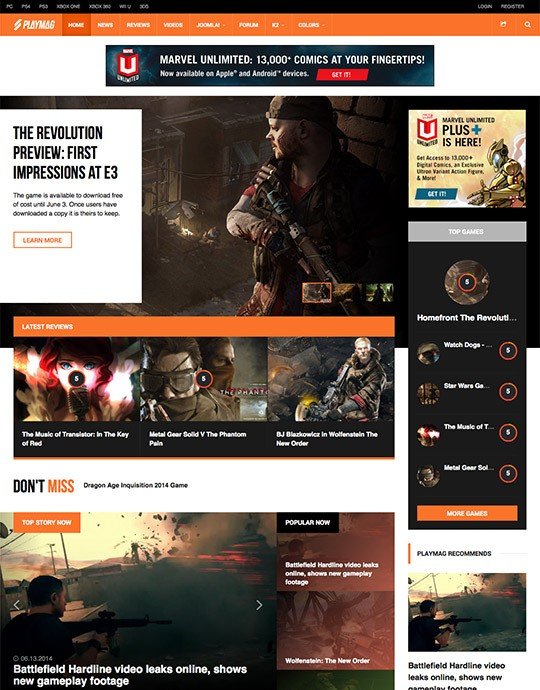 PC PS4 PS3 XBOX ONE XBOX 360 WII U 3DS
LOGIN REGISTER
PLAYMAG
HOME NEWS REVIEWS VIDEOS JOOMLA! FORUM K2 COLORS
MARVEL UNLIMITED: 13,000+ COMICS AT YOUR FINGERTIPS!
Now available on Apple® and Android™ devices. GET IT!
THE REVOLUTION
PREVIEW: FIRST
IMPRESSIONS AT E3
The game is available to download free
of cost until June 3. Once users have
downloaded a copy it is theirs to keep.
LEARN MORE
MARVEL UNLIMITED
PLUS+
IS HERE!
Get Access to 13,000+
Digital Comics, an Exclusive
Ultron Variant Action Figure,
& More!
GET IT!
TOP GAMES
5
Homefront The Revoluti...
Watch Dogs - ...
5
Star Wars Ga...
5
The Music of T...
5
Metal Gear Sol...
5
MORE GAMES
LATEST REVIEWS
5
5
THE PHANTOM
The Music of Transistor: In The Key
of Red
Metal Gear Solid V The Phantom
Pain
BJ Blazkowicz in Wolfenstein The
New Order
DON'T MISS
Dragon Age Inquisition 2014 Game
TOP STORY NOW
06.13.2014
Battlefield Hardline video leaks online, shows
new gameplay footage
POPULAR NOW
Battlefield Hardline video leaks
online, shows new gameplay
footage
Wolfenstein: The New Order
PLAYMAG RECOMMENDS
Battlefield Hardline video
leaks online, shows new